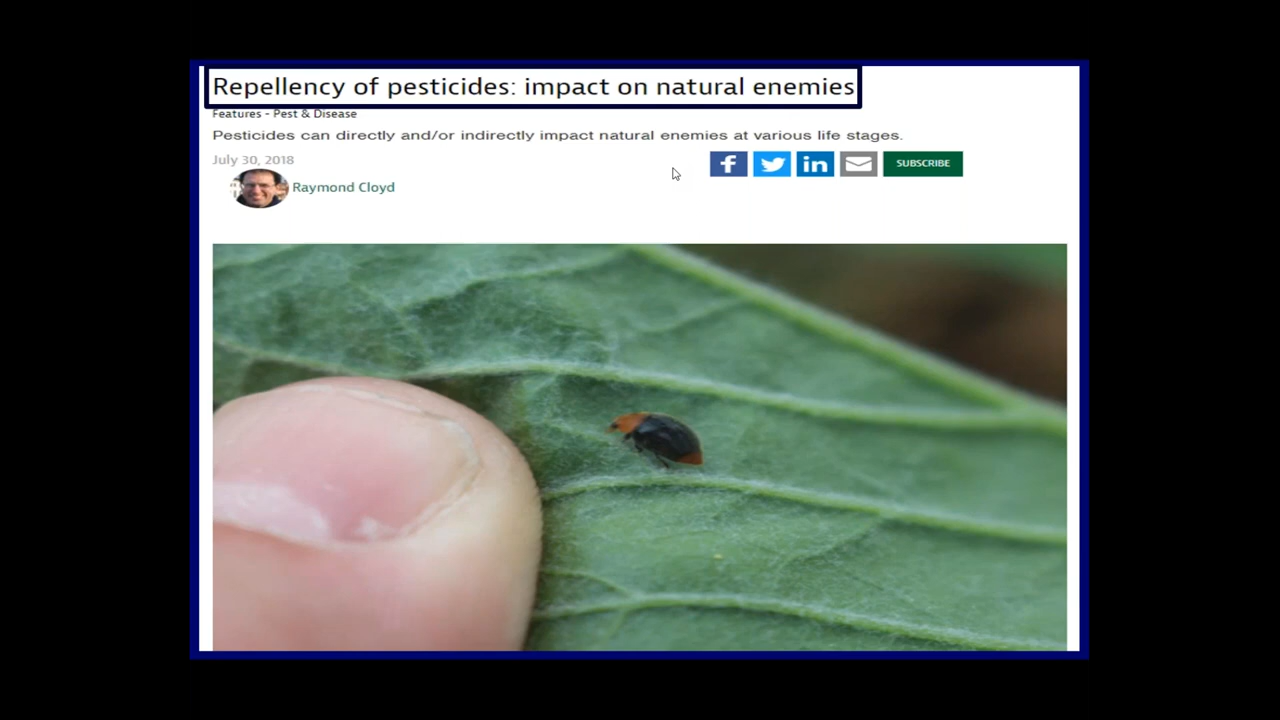 Repellency of pesticides: impact on natural enemies
Features - Pest & Disease
Pesticides can directly and/or indirectly impact natural enemies at various life stages.
July 30, 2018
SUBSCRIBE
Raymond Cloyd